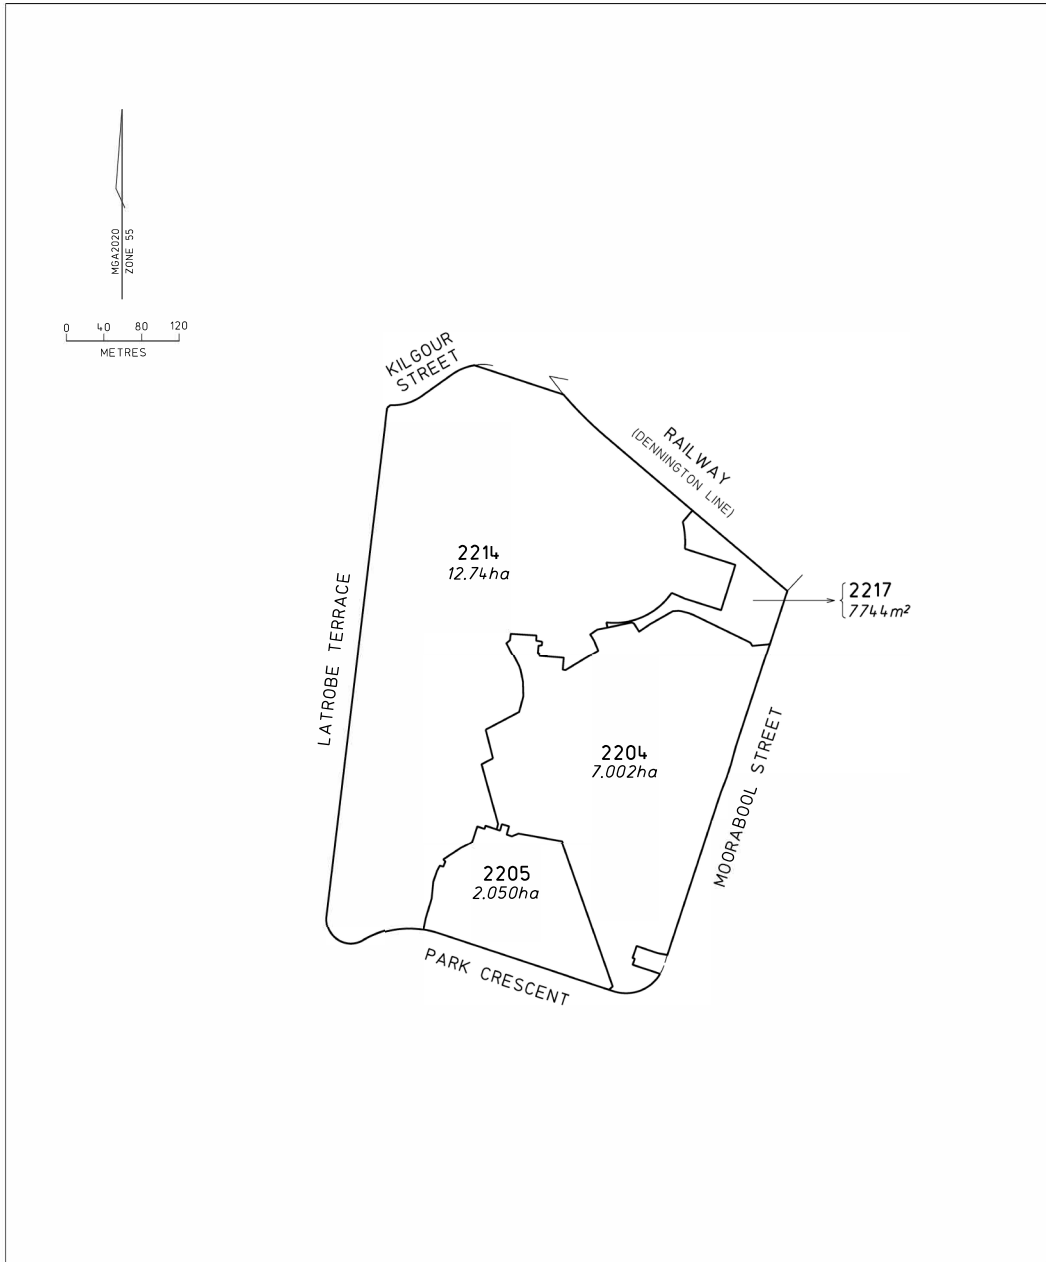 MGA2020
ZONE 55
0 40 80 120
METRES
KILGOUR
STREET
RAILWAY
(DENNINGTON LINE)
2214
12.74ha
2217
7744m²
LATROBE TERRACE
2204
7.002ha
MOORABOOL STREET
2205
2.050ha
PARK CRESCENT